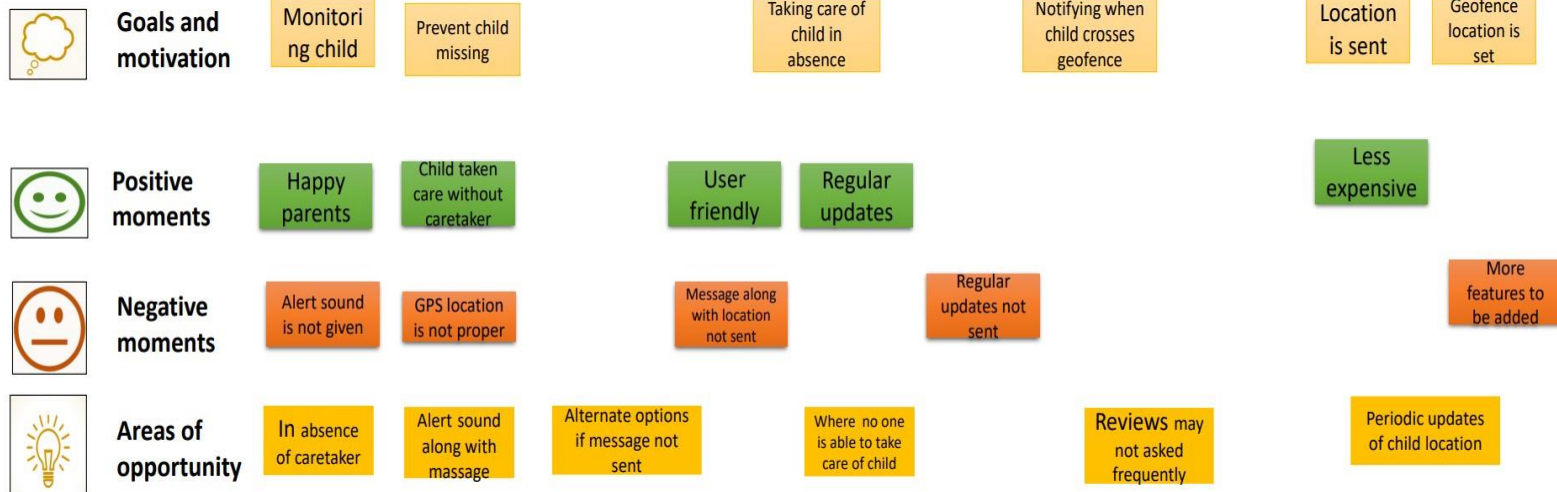 Goals and
motivation
Monitori
ng child
Prevent child
missing
Taking care of
child in
absence
Notifying when
child crosses
geofence
Location
is sent
Geofence
location is
set
Positive
moments
Happy
parents
Child taken
care without
caretaker
User
friendly
Regular
updates
Less
expensive
Negative
moments
Alert sound
is not given
GPS location
is not proper
Message along
with location
not sent
Regular
updates not
sent
More
features to
be added
Areas of
opportunity
In absence
of caretaker
Alert sound
along with
massage
Alternate options
if message not
sent
Where no one
is able to take
care of child
Reviews may
not asked
frequently
Periodic updates
of child location